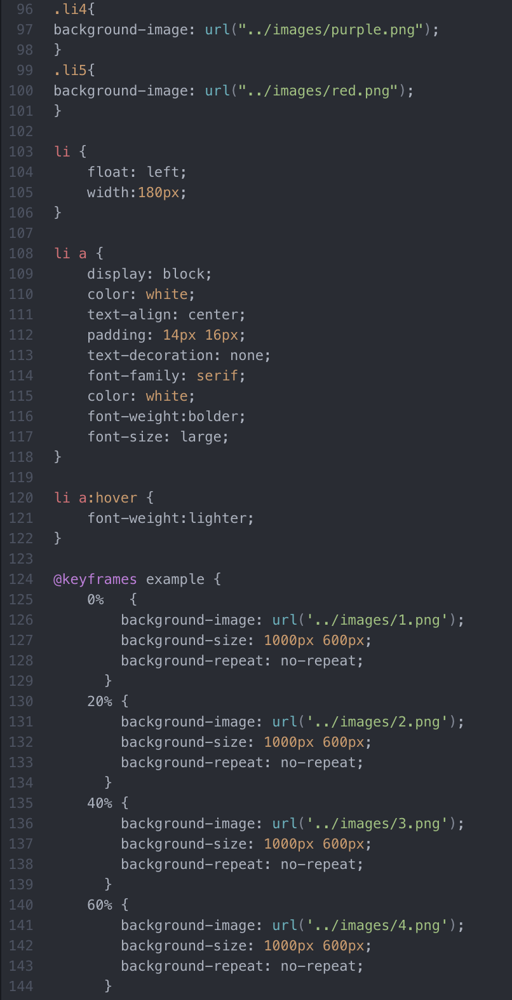 96 .li4{
97 background-image: url("../images/purple.png");
98 }
99 .li5{
100 background-image: url("../images/red.png");
101 }
102
103 li {
104     float: left;
105     width:180px;
106 }
107
108 li a {
109     display: block;
110     color: white;
111     text-align: center;
112     padding: 14px 16px;
113     text-decoration: none;
114     font-family: serif;
115     color: white;
116     font-weight:bolder;
117     font-size: large;
118 }
119
120 li a:hover {
121     font-weight:lighter;
122 }
123
124 @keyframes example {
125     0%   {
126         background-image: url('../images/1.png');
127         background-size: 1000px 600px;
128         background-repeat: no-repeat;
129       }
130     20% {
131         background-image: url('../images/2.png');
132         background-size: 1000px 600px;
133         background-repeat: no-repeat;
134       }
135     40% {
136         background-image: url('../images/3.png');
137         background-size: 1000px 600px;
138         background-repeat: no-repeat;
139       }
140     60% {
141         background-image: url('../images/4.png');
142         background-size: 1000px 600px;
143         background-repeat: no-repeat;
144       }